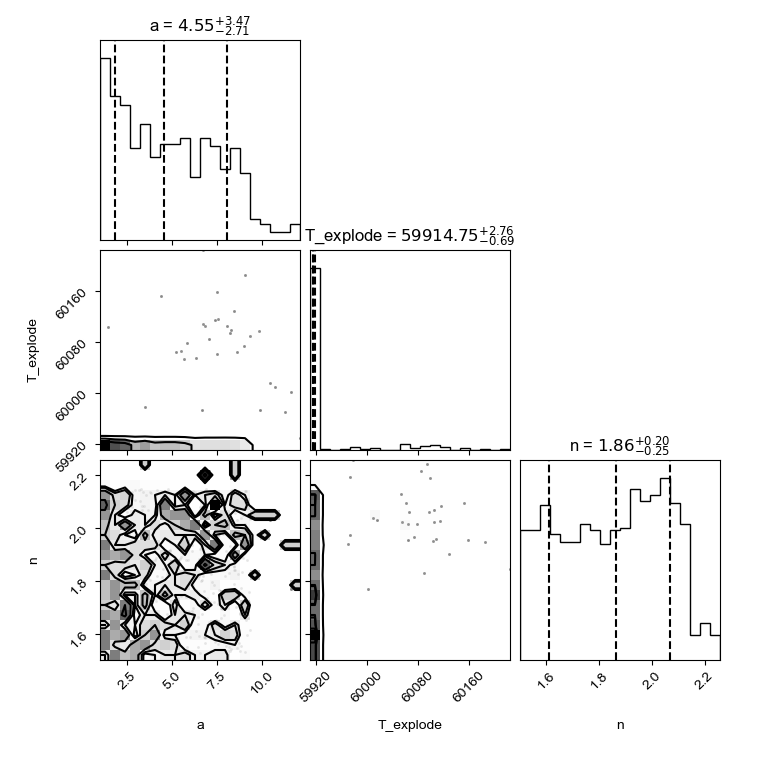 a = 4.55+3.47−2.71
T_explode = 59914.75+2.76−0.69
60160
60080
60000
59920
T_explode
n = 1.86+0.20−0.25
2.2
2.0
1.8
1.6
n
2.5 5.0 7.5 10.0
59920 60000 60080 60160
1.6 1.8 2.0 2.2
a
T_explode
n